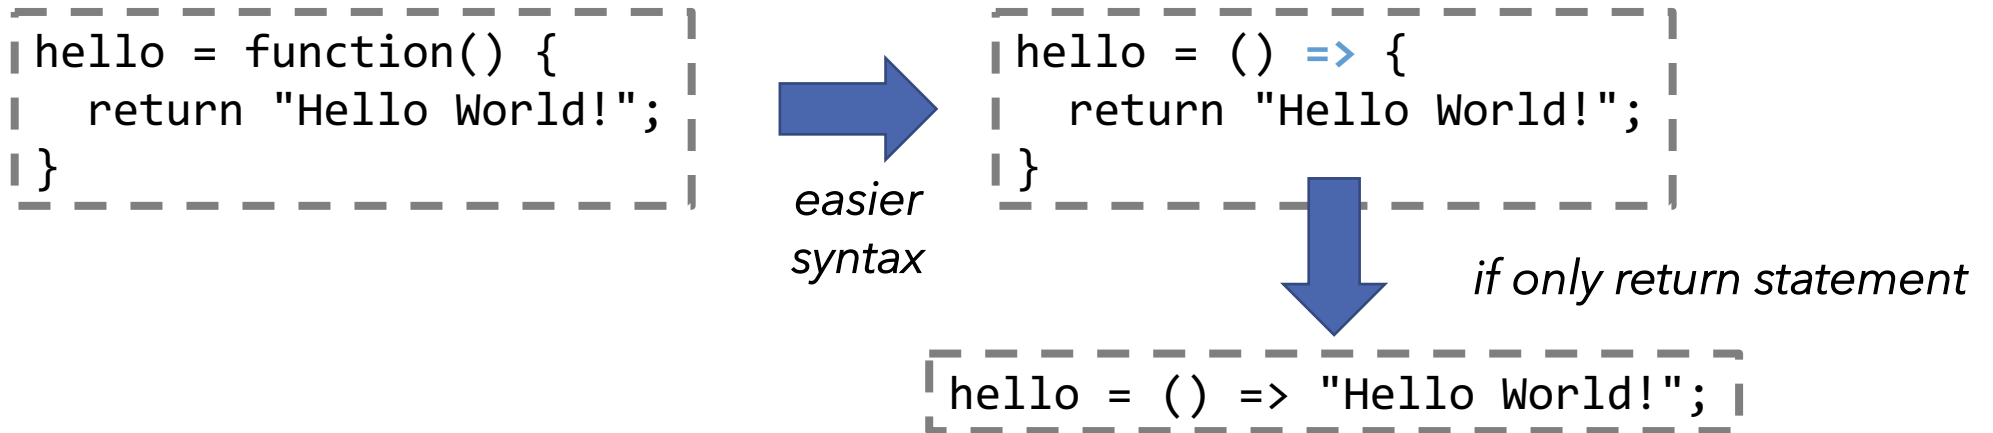 hello = function() {
  return "Hello World!";
}
easier
syntax
hello = () => {
  return "Hello World!";
}
if only return statement
hello = () => "Hello World!";